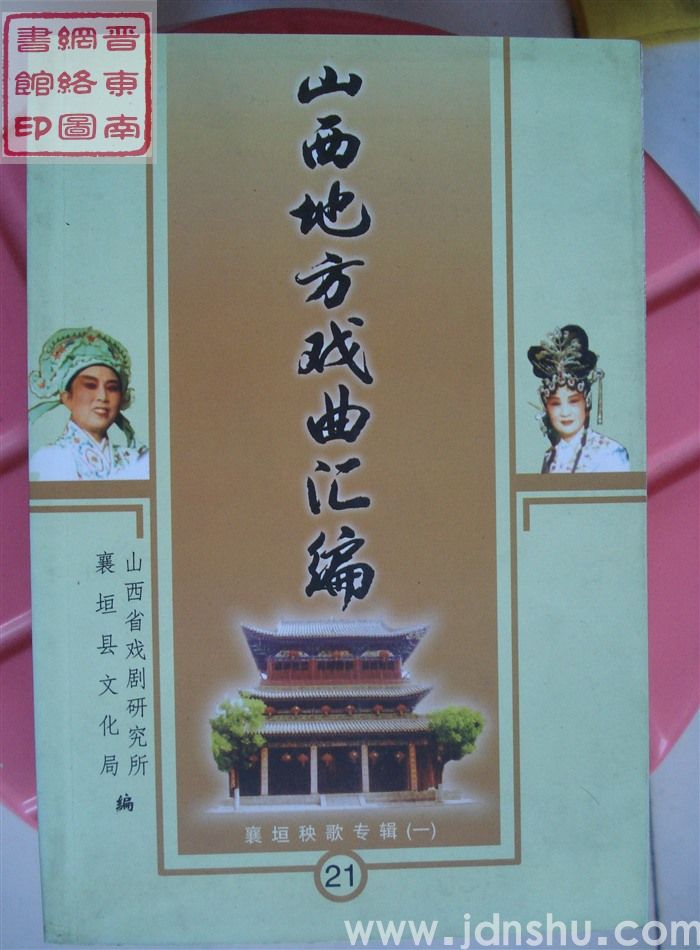 晋東南
網絡圖
書館印
山西地方戏曲汇编
山西省戏剧研究所
襄垣县文化局
编
襄垣秧歌专辑(一)
21
www.jdnshu.com